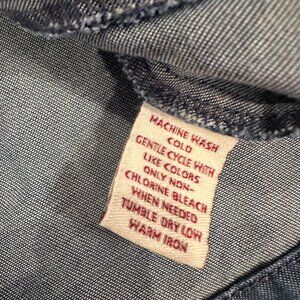 MACHINE WASH
COLD
GENTLE CYCLE WITH
LIKE COLORS
ONLY NON-
CHLORINE BLEACH
WHEN NEEDED
TUMBLE DRY LOW
WARM IRON